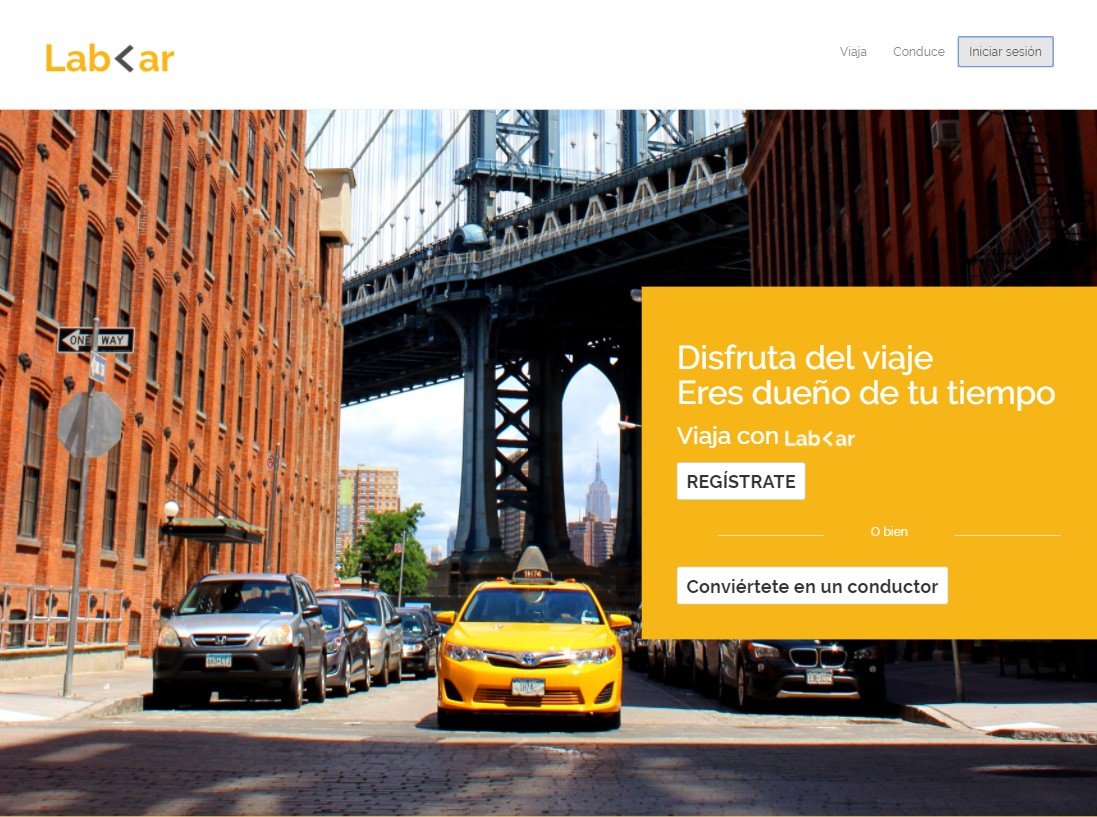 Lab<ar
Viaja
Conduce
Iniciar sesión
ONE WAY
Disfruta del viaje
Eres dueño de tu tiempo
Viaja con Lab<ar
REGÍSTRATE
O bien
Conviértete en un conductor